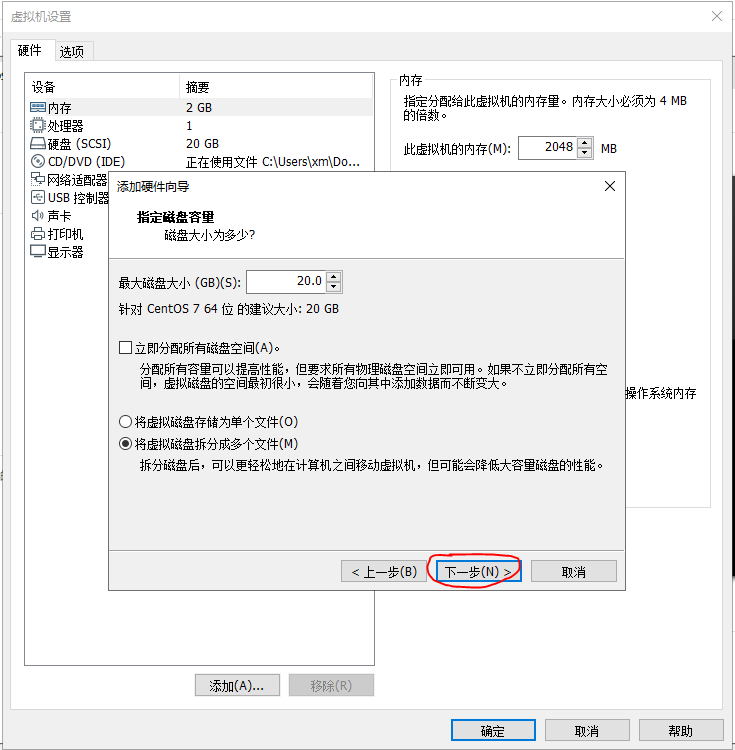 虚拟机设置
硬件 选项
设备 摘要
内存 2 GB
处理器 1
硬盘 (SCSI) 20 GB
CD/DVD (IDE) 正在使用文件 C:\Users\xm\Do...
网络适配器
USB 控制器
声卡
打印机
显示器
内存
指定分配给此虚拟机的内存量。内存大小必须为 4 MB
的倍数。
此虚拟机的内存(M): 2048 MB
操作系统内存
添加硬件向导
指定磁盘容量
磁盘大小为多少?
最大磁盘大小 (GB)(S): 20.0
针对 CentOS 7 64 位 的建议大小: 20 GB
立即分配所有磁盘空间(A)。
分配所有容量可以提高性能，但要求所有物理磁盘空间立即可用。如果不立即分配所有空
间，虚拟磁盘的空间最初很小，会随着您向其中添加数据而不断变大。
将虚拟磁盘存储为单个文件(O)
将虚拟磁盘拆分成多个文件(M)
拆分磁盘后，可以更轻松地在计算机之间移动虚拟机，但可能会降低大容量磁盘的性能。
< 上一步(B) 下一步(N) > 取消
添加(A)... 移除(R)
确定 取消 帮助